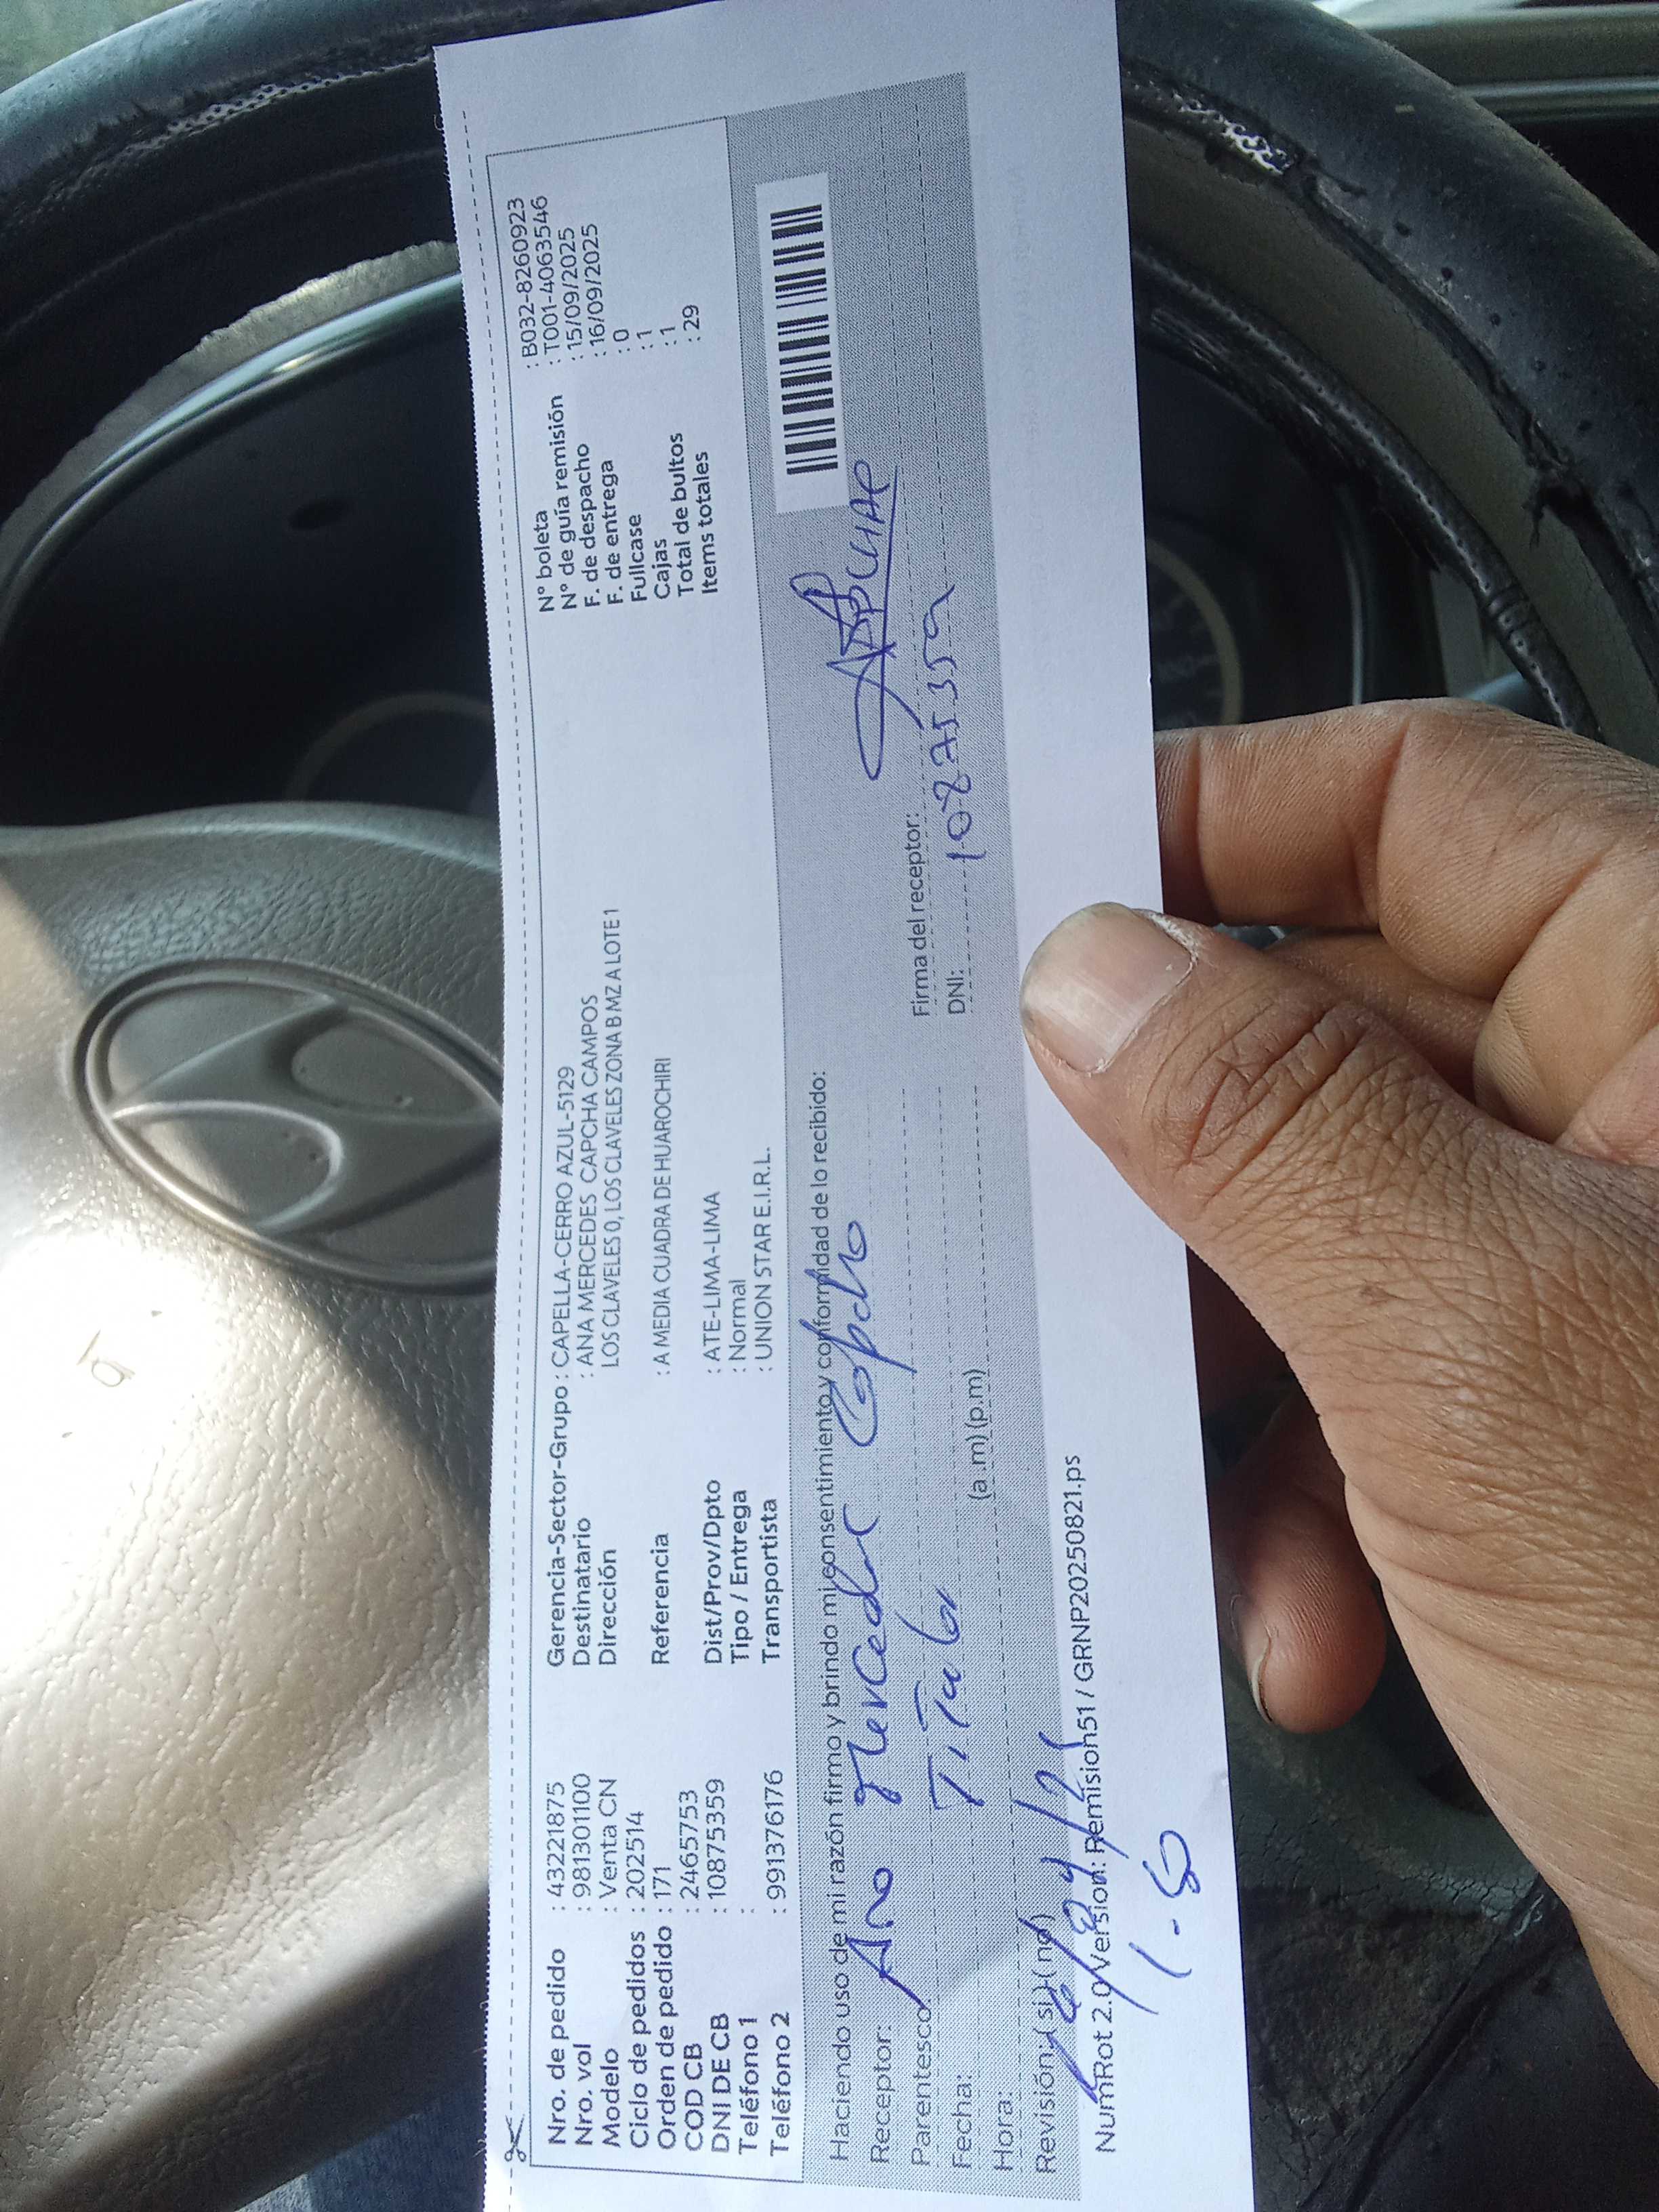 Nro. de pedido : 43221875
Nro. vol : 981301100
Modelo : Venta CN
Ciclo de pedidos : 202514
Orden de pedido : 171
COD CB : 2465753
DNI DE CB : 10875359
Teléfono 1 :
Teléfono 2 : 991376176
Gerencia-Sector-Grupo : CAPELLA-CERRO AZUL-5129
Destinatario : ANA MERCEDES CAPCHA CAMPOS
Dirección LOS CLAVELES 0, LOS CLAVELES ZONA B MZ A LOTE 1
Referencia : A MEDIA CUADRA DE HUAROCHIRI
Dist/Prov/Dpto : ATE-LIMA-LIMA
Tipo / Entrega : Normal
Transportista : UNION STAR E.I.R.L.
N° boleta : B032-8260923
N° de guía remisión : T001-4063546
F. de despacho : 15/09/2025
F. de entrega : 16/09/2025
Fullcase : 0
Cajas : 1
Total de bultos : 1
Items totales : 29
Haciendo uso de mi razón firmo y brindo mi consentimiento y conformidad de lo recibido:
Receptor: Ana Mercedes Capcha
Parentesco: Titular
Fecha:
Hora: (a.m) (p.m)
Revisión: ( si ) ( no )
Firma del receptor:
DNI: 10875359
NumRot 2.0 Version: Remision51 / GRNP20250821.ps